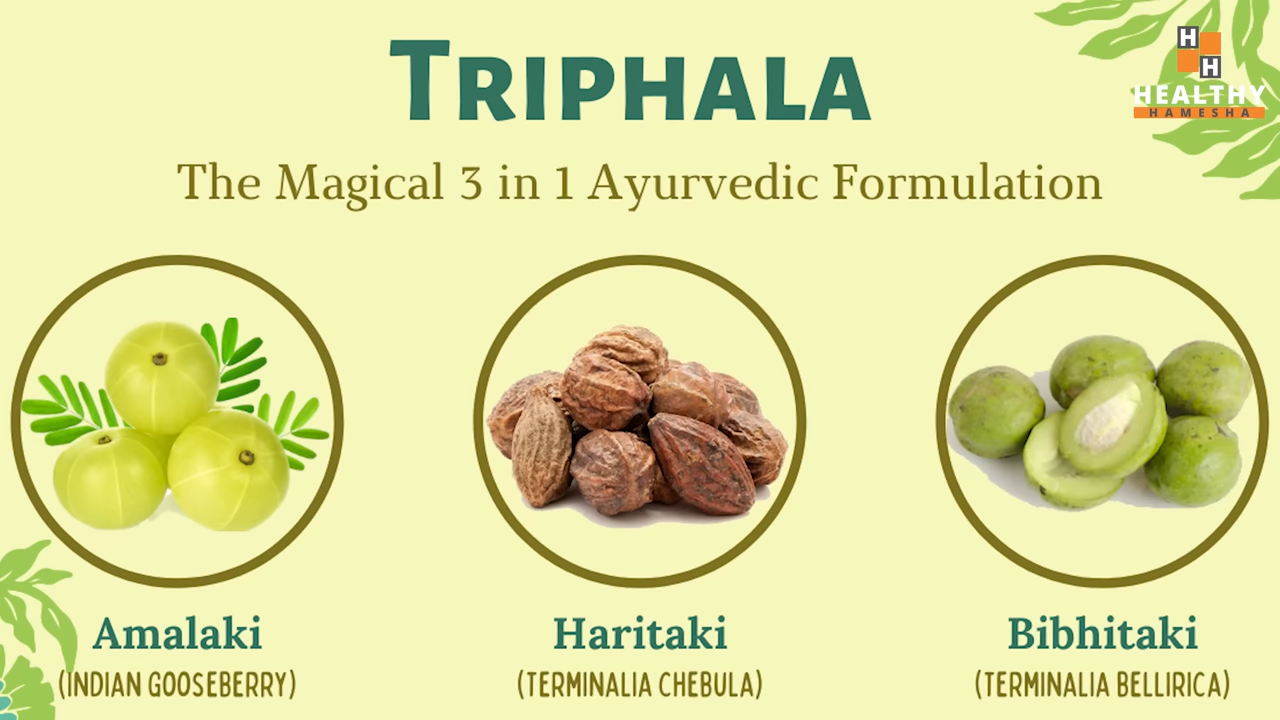 TRIPHALA
The Magical 3 in 1 Ayurvedic Formulation
H
H
HEALTHY
HAMESHA
Amalaki
(INDIAN GOOSEBERRY)
Haritaki
(TERMINALIA CHEBULA)
Bibhitaki
(TERMINALIA BELLIRICA)